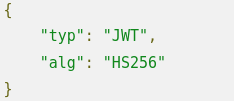 {
    "typ": "JWT",
    "alg": "HS256"
}